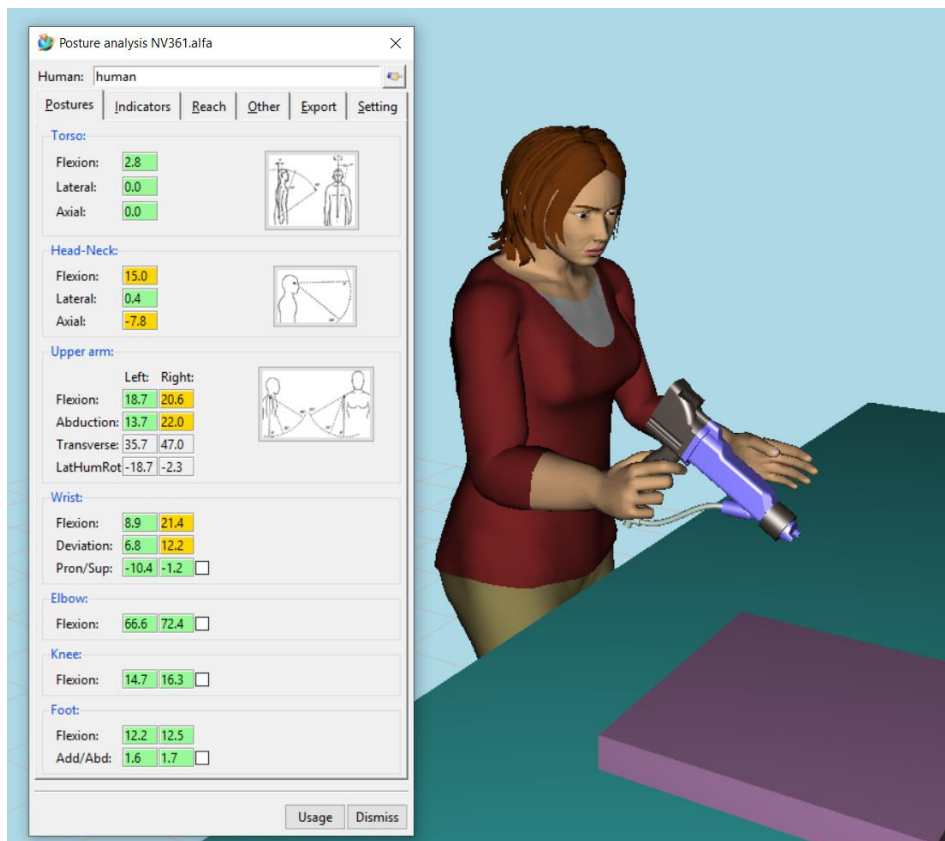 Posture analysis NV361.alfa
Human: human
Postures Indicators Reach Other Export Setting
Torso:
Flexion: 2.8
Lateral: 0.0
Axial: 0.0
Head-Neck:
Flexion: 15.0
Lateral: 0.4
Axial: -7.8
Upper arm:
Left: Right:
Flexion: 18.7 20.6
Abduction: 13.7 22.0
Transverse: 35.7 47.0
LatHumRot -18.7 -2.3
Wrist:
Flexion: 8.9 21.4
Deviation: 6.8 12.2
Pron/Sup: -10.4 -1.2
Elbow:
Flexion: 66.6 72.4
Knee:
Flexion: 14.7 16.3
Foot:
Flexion: 12.2 12.5
Add/Abd: 1.6 1.7
Usage Dismiss